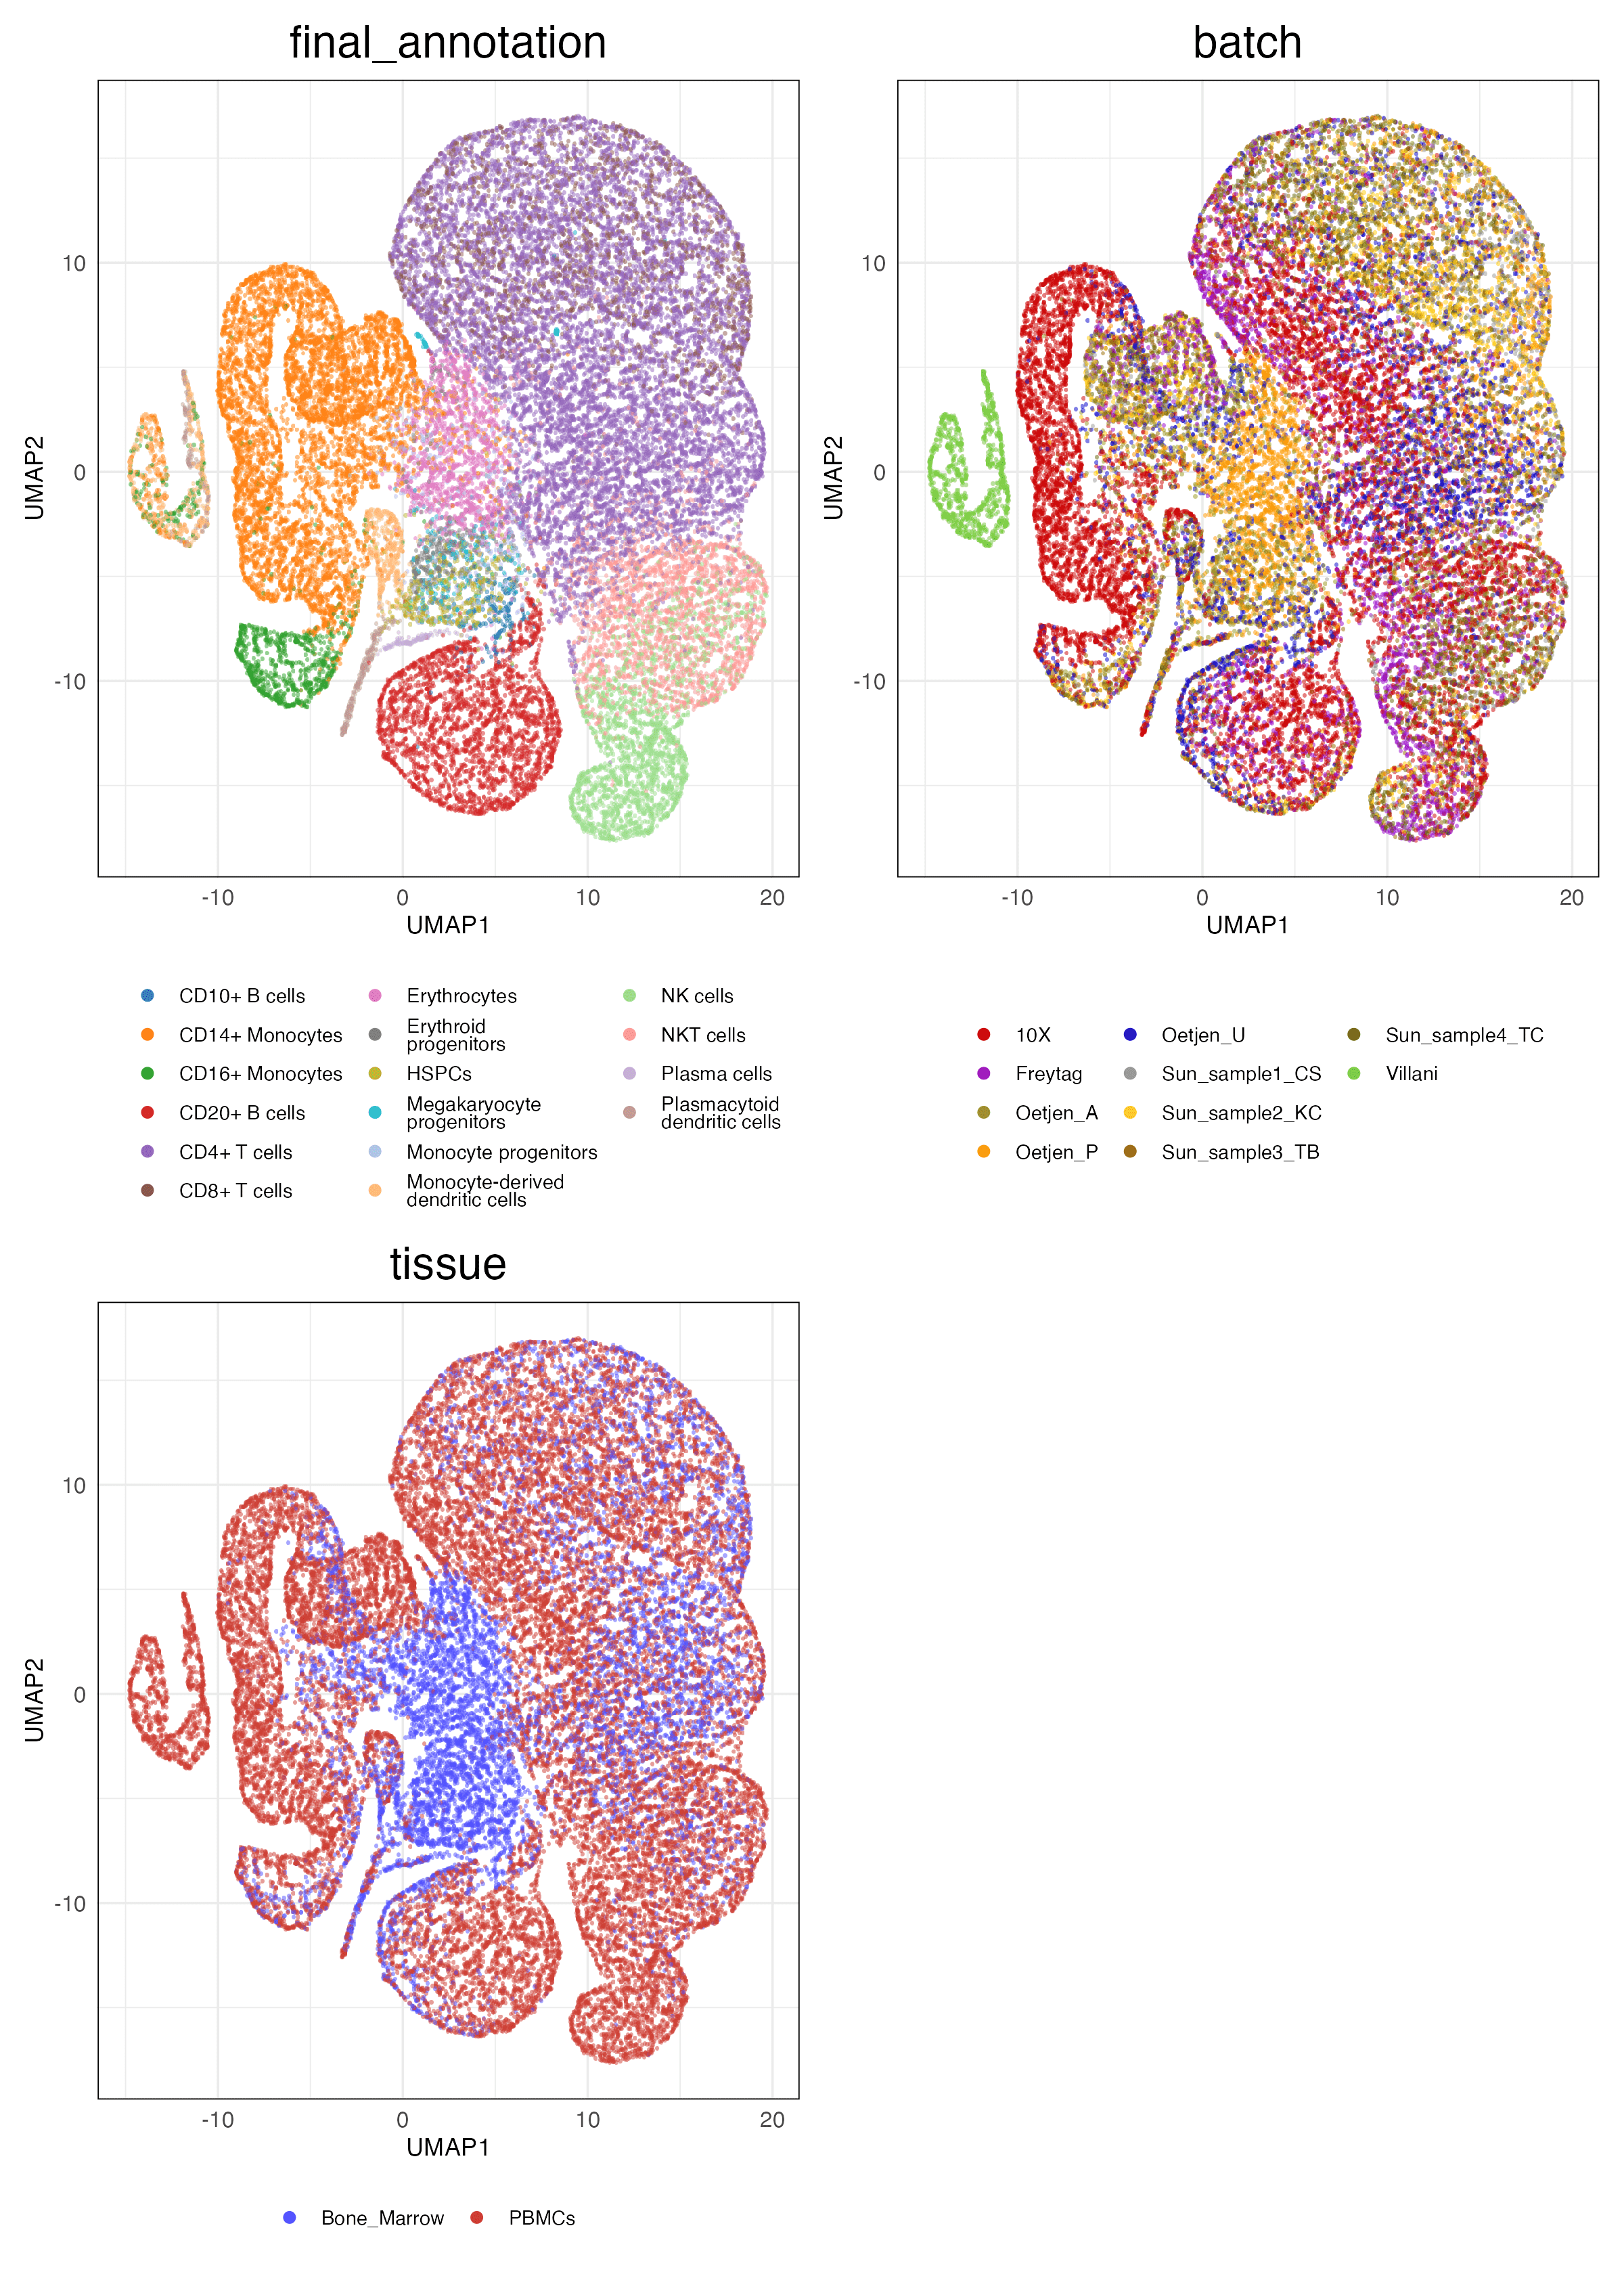 final_annotation
batch
UMAP2
10
0
-10
-10
0
10
20
UMAP1
UMAP2
10
0
-10
-10
0
10
20
UMAP1
CD10+ B cells
CD14+ Monocytes
CD16+ Monocytes
CD20+ B cells
CD4+ T cells
CD8+ T cells
Erythrocytes
Erythroid
progenitors
HSPCs
Megakaryocyte
progenitors
Monocyte progenitors
Monocyte-derived
dendritic cells
NK cells
NKT cells
Plasma cells
Plasmacytoid
dendritic cells
10X
Freytag
Oetjen_A
Oetjen_P
Oetjen_U
Sun_sample1_CS
Sun_sample2_KC
Sun_sample3_TB
Sun_sample4_TC
Villani
tissue
UMAP2
10
0
-10
-10
0
10
20
UMAP1
Bone_Marrow
PBMCs